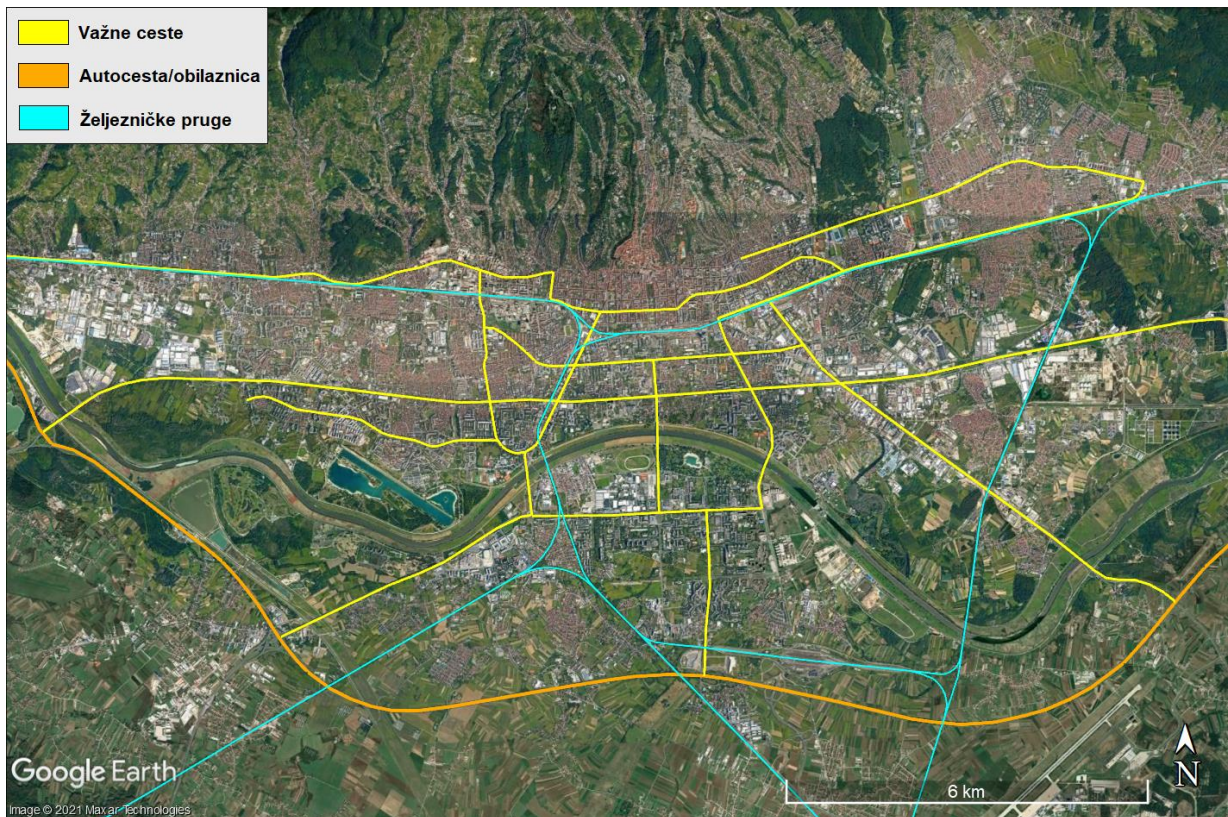 Važne ceste
Autocesta/obilaznica
Željezničke pruge
N
6 km
Google Earth
Image © 2021 Maxar Technologies